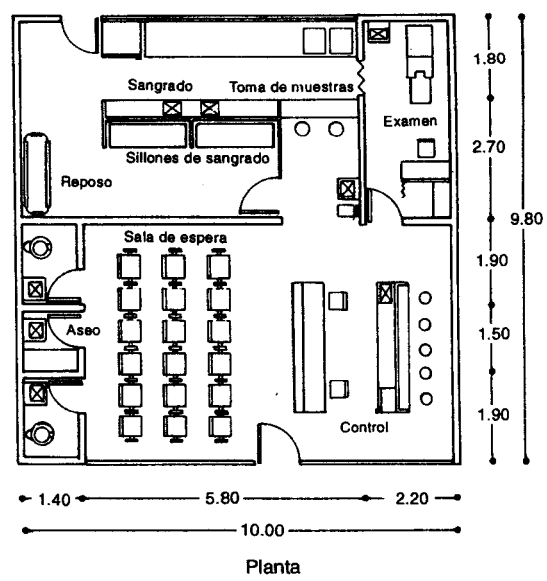 1.80
Sangrado
Toma de muestras
Examen
2.70
Sillones de sangrado
Reposo
9.80
Sala de espera
1.90
1.50
Aseo
1.90
Control
1.40
5.80
2.20
10.00
Planta